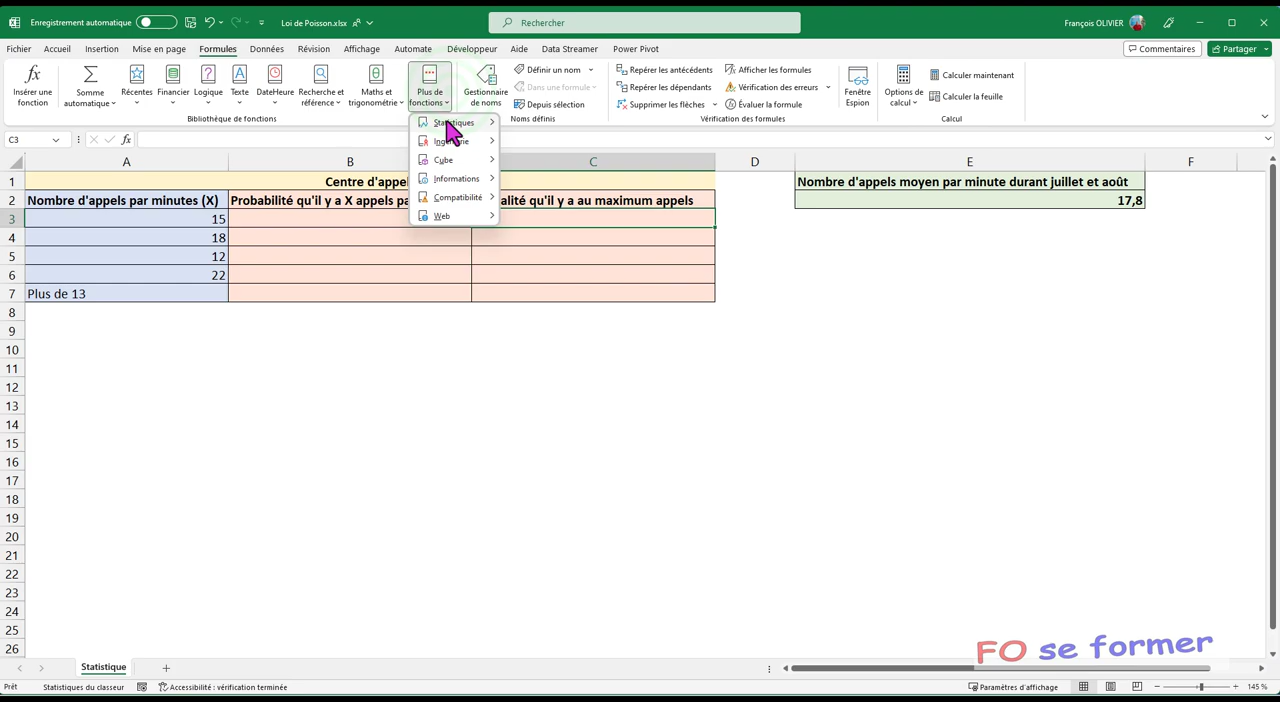 Enregistrement automatique
Loi de Poisson.xlsx
Rechercher
François OLIVIER
Fichier Accueil Insertion Mise en page Formules Données Révision Affichage Automate Développeur Aide Data Streamer Power Pivot
Commentaires
Partager
Insérer une fonction
Somme automatique
Récentes
Financier
Logique
Texte
DateHeure
Recherche et référence
Maths et trigonométrie
Plus de fonctions
Bibliothèque de fonctions
Gestionnaire de noms
Définir un nom
Dans une formule
Depuis sélection
Noms définis
Repérer les antécédents
Repérer les dépendants
Supprimer les flèches
Afficher les formules
Vérification des erreurs
Évaluer la formule
Vérification des formules
Fenêtre Espion
Options de calcul
Calculer maintenant
Calculer la feuille
Calcul
Statistiques
Cube
Informations
Compatibilité
Web
C3
fx
A B C D E F
1 Centre d'appel Nombre d'appels moyen par minute durant juillet et août
2 Nombre d'appels par minutes (X) Probabilité qu'il y a X appels pa alité qu'il y a au maximum appels 17,8
3 15
4 18
5 12
6 22
7 Plus de 13
8
9
10
11
12
13
14
15
16
17
18
19
20
21
22
23
24
25
26
FO se former
Statistique
Prêt
Statistiques du classeur
Accessibilité : vérification terminée
Paramètres d'affichage
145 %